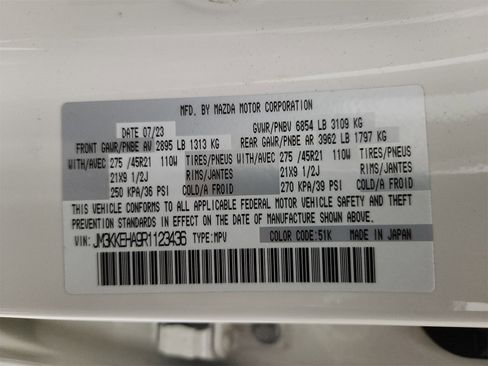 MFD. BY MAZDA MOTOR CORPORATION
DATE 07/23 GVWR/PNBV 6854 LB 3109 KG
FRONT GAWR/PNBE AV 2895 LB 1313 KG REAR GAWR/PNBE AR 3962 LB 1797 KG
WITH/AVEC 275 /45R21 110W TIRES/PNEUS WITH/AVEC 275 /45R21 110W TIRES/PNEUS
21X9 1/2J RIMS/JANTES 21X9 1/2J RIMS/JANTES
250 KPA/36 PSI COLD/A FROID 270 KPA/39 PSI COLD/A FROID
THIS VEHICLE CONFORMS TO ALL APPLICABLE FEDERAL MOTOR VEHICLE SAFETY AND THEFT
PREVENTION STANDARDS IN EFFECT ON THE DATE OF MANUFACTURE SHOWN ABOVE.
VIN: JM3KKEHA9R1123436 TYPE:MPV COLOR CODE:51K MADE IN JAPAN